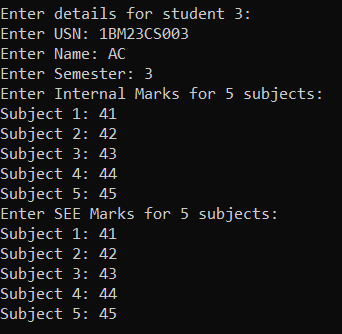 Enter details for student 3:
Enter USN: 1BM23CS003
Enter Name: AC
Enter Semester: 3
Enter Internal Marks for 5 subjects:
Subject 1: 41
Subject 2: 42
Subject 3: 43
Subject 4: 44
Subject 5: 45
Enter SEE Marks for 5 subjects:
Subject 1: 41
Subject 2: 42
Subject 3: 43
Subject 4: 44
Subject 5: 45